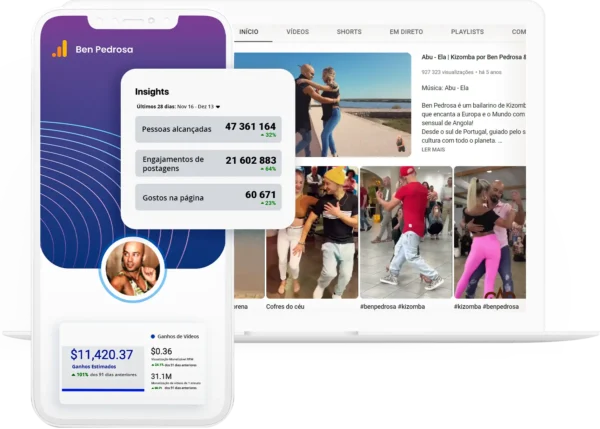 Ben Pedrosa
Insights
Últimos 28 dias: Nov 16 - Dez 13
Pessoas alcançadas
47 361 164
32%
Engajamentos de
postagens
21 602 883
64%
Gostos na página
60 671
23%
$11,420.37
Ganhos Estimados
101% dos 91 dias anteriores
Ganhos de Vídeos
$0.36
31.1M
INÍCIO VÍDEOS SHORTS EM DIRETO PLAYLISTS COM
Abu - Ela | Kizomba por Ben Pedrosa &
927 323 visualizações • há 5 anos
Música: Abu - Ela
Ben Pedrosa é um bailarino de Kizomb
que encanta a Europa e o Mundo com
sensual de Angola!
Desde o sul de Portugal, guiado pelo s
cultura com todo o planeta. ...
LER MAIS
orena
Cofres do céu
#benpedrosa #kizomba
#kizomba #benpedrosa